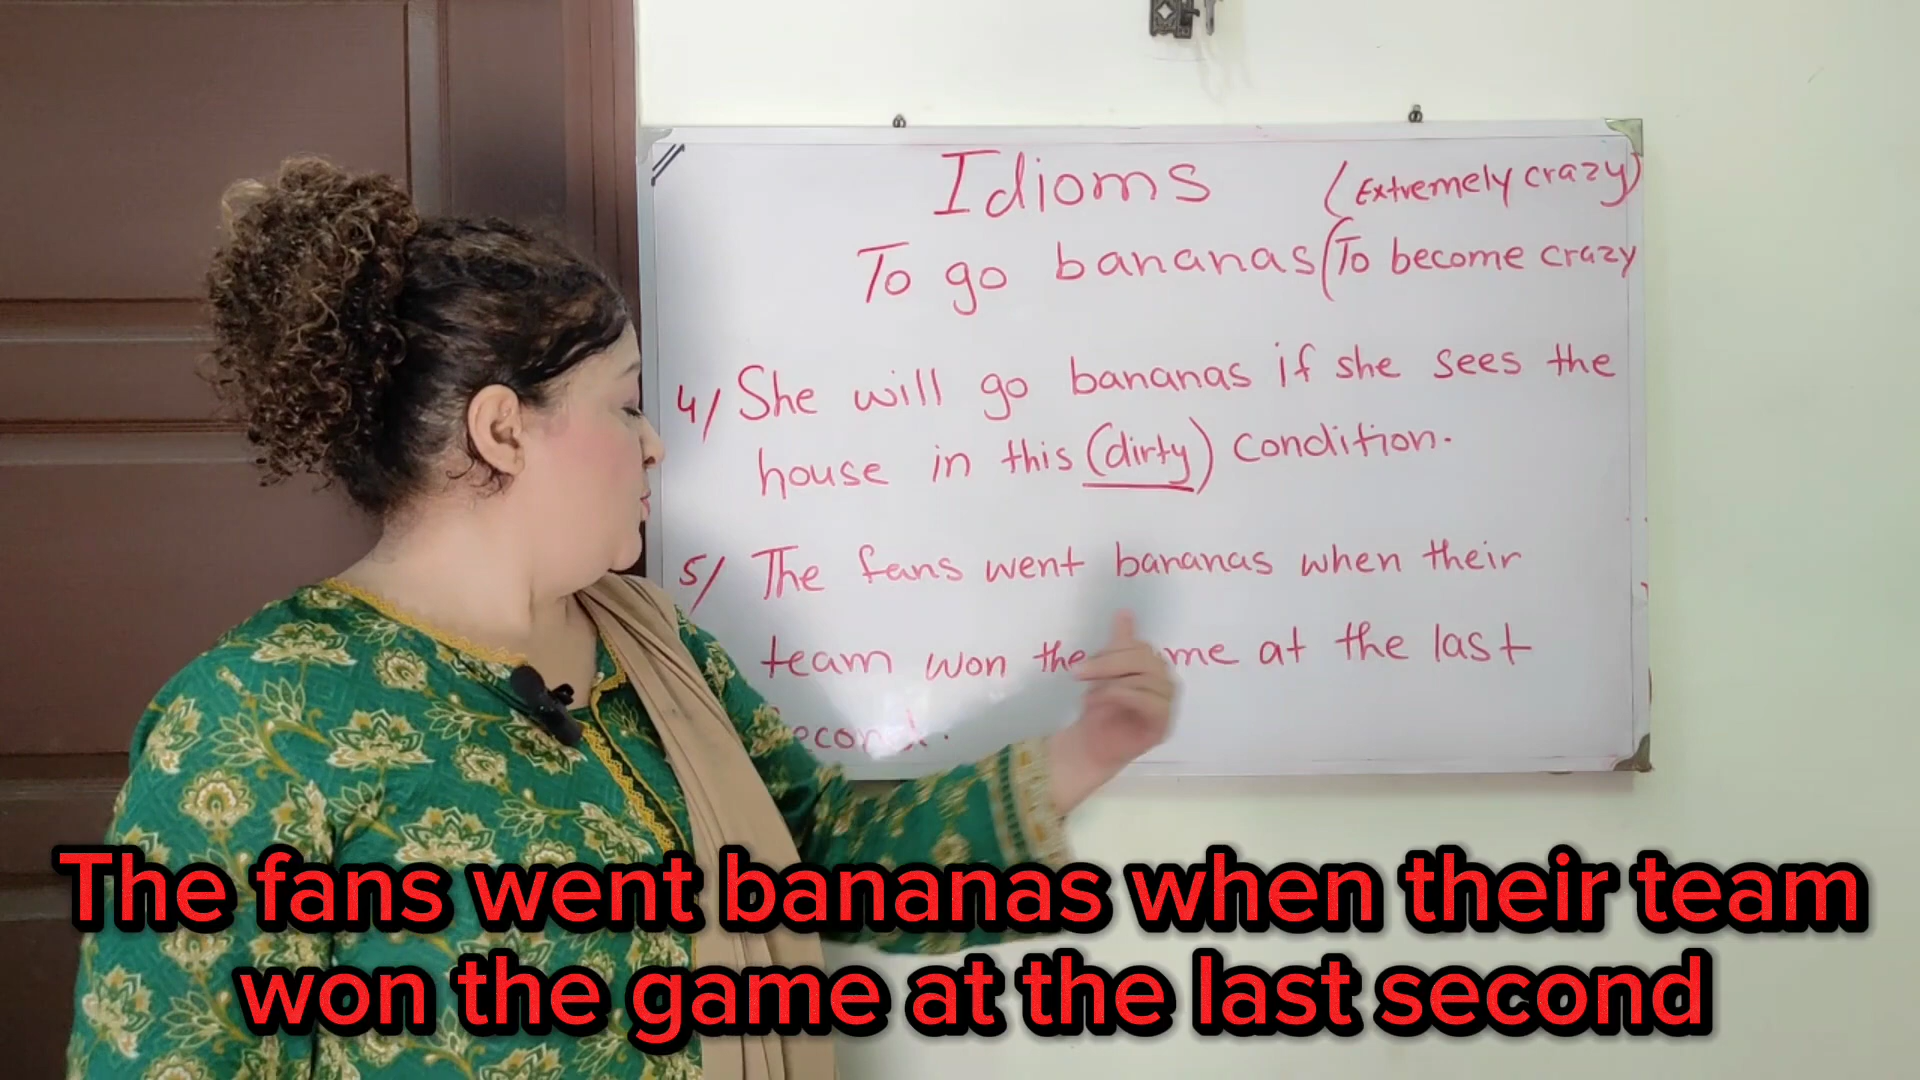 Idioms (Extremely crazy)
To go bananas (To become crazy
4/ She will go bananas if she sees the
house in this (dirty) condition.
5/ The fans went bananas when their
team won the me at the last
econd.
The fans went bananas when their team
won the game at the last second